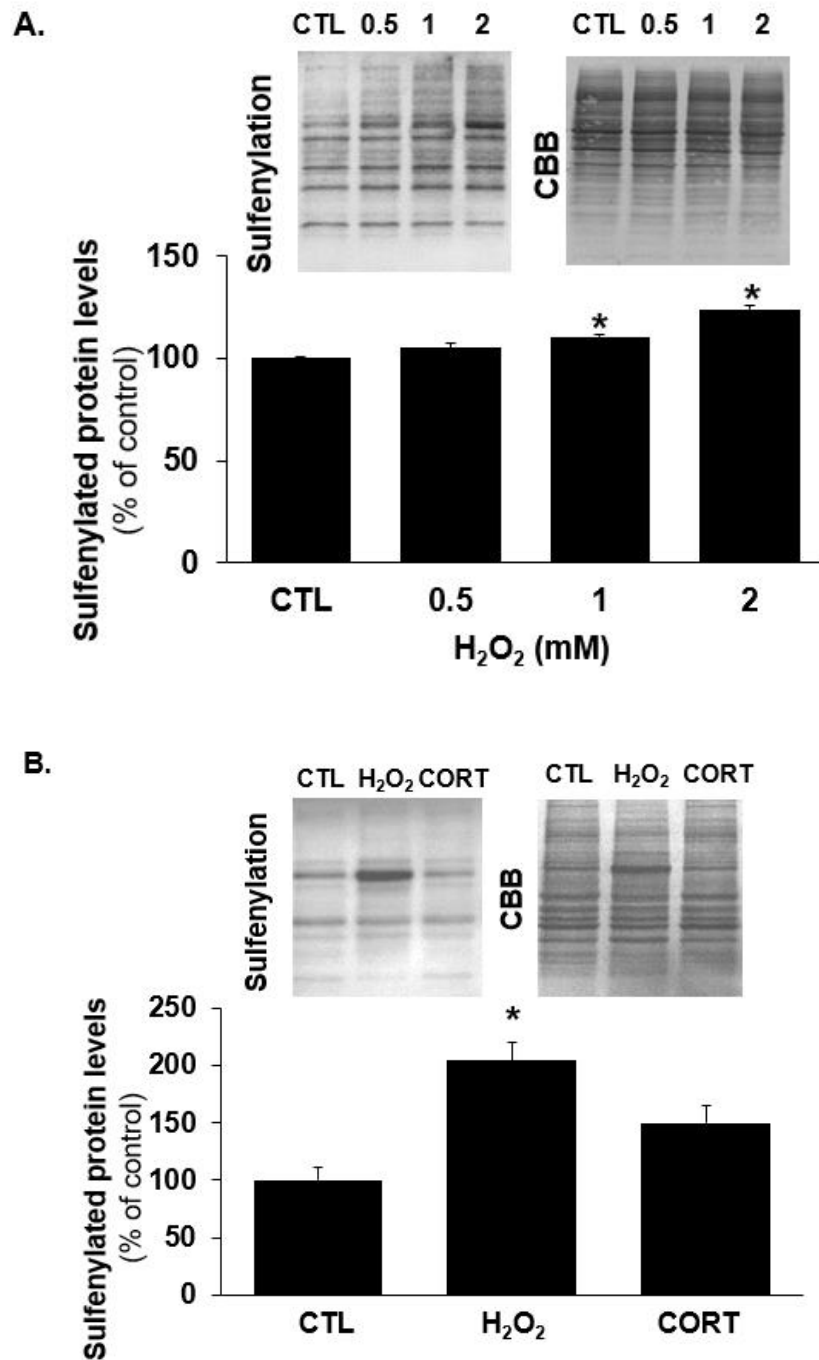 A.
CTL 0.5 1 2
CTL 0.5 1 2
Sulfenylation
CBB
Sulfenylated protein levels
(% of control)
150
100
50
0
*
*
CTL 0.5 1 2
H₂O₂ (mM)
B.
CTL H₂O₂ CORT
CTL H₂O₂ CORT
Sulfenylation
CBB
Sulfenylated protein levels
(% of control)
250
200
150
100
50
0
*
CTL H₂O₂ CORT